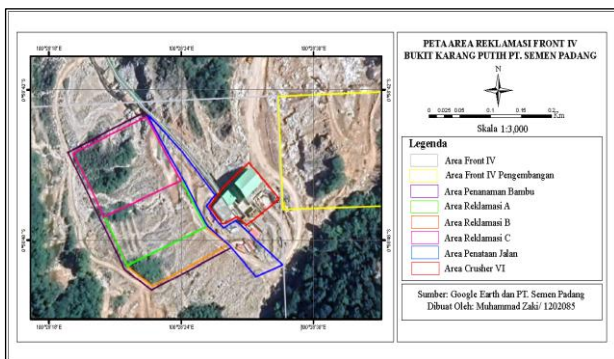 PETA AREA REKLAMASI FRONT IV
BUKIT KARANG PUTIH PT. SEMEN PADANG
N
Skala 1:3,000
Legenda
Area Front IV
Area Front IV Pengembangan
Area Penanaman Bambu
Area Reklamasi A
Area Reklamasi B
Area Reklamasi C
Area Penataan Jalan
Area Crusher VI
Sumber: Google Earth dan PT. Semen Padang
Dibuat Oleh: Muhammad Zaki/ 1202085